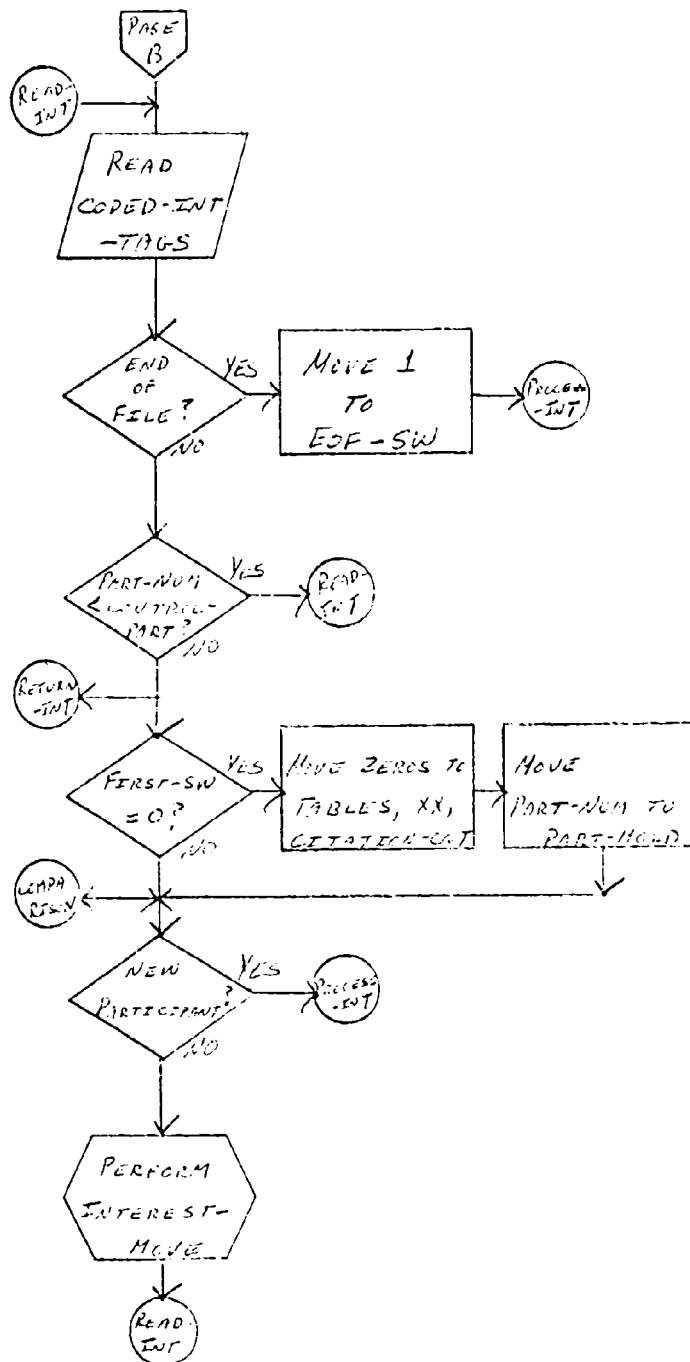 PAGE
B
READ-
INT
READ
CODED-INT
-TAGS
END
OF
FILE?
YES
NO
MOVE 1
TO
EOF-SW
PROCESS
-INT
PART-NUM
<CONTROL-
PART?
YES
NO
READ-
INT
RETURN
-INT
FIRST-SW
=0?
YES
NO
MOVE ZEROS TO
TABLES, XX,
CITATION-CNT
MOVE
PART-NUM TO
PART-HOLD
COMPA
RISON
NEW
PARTICIPANT?
YES
NO
PROCESS
-INT
PERFORM
INTEREST-
MOVE
READ
INT